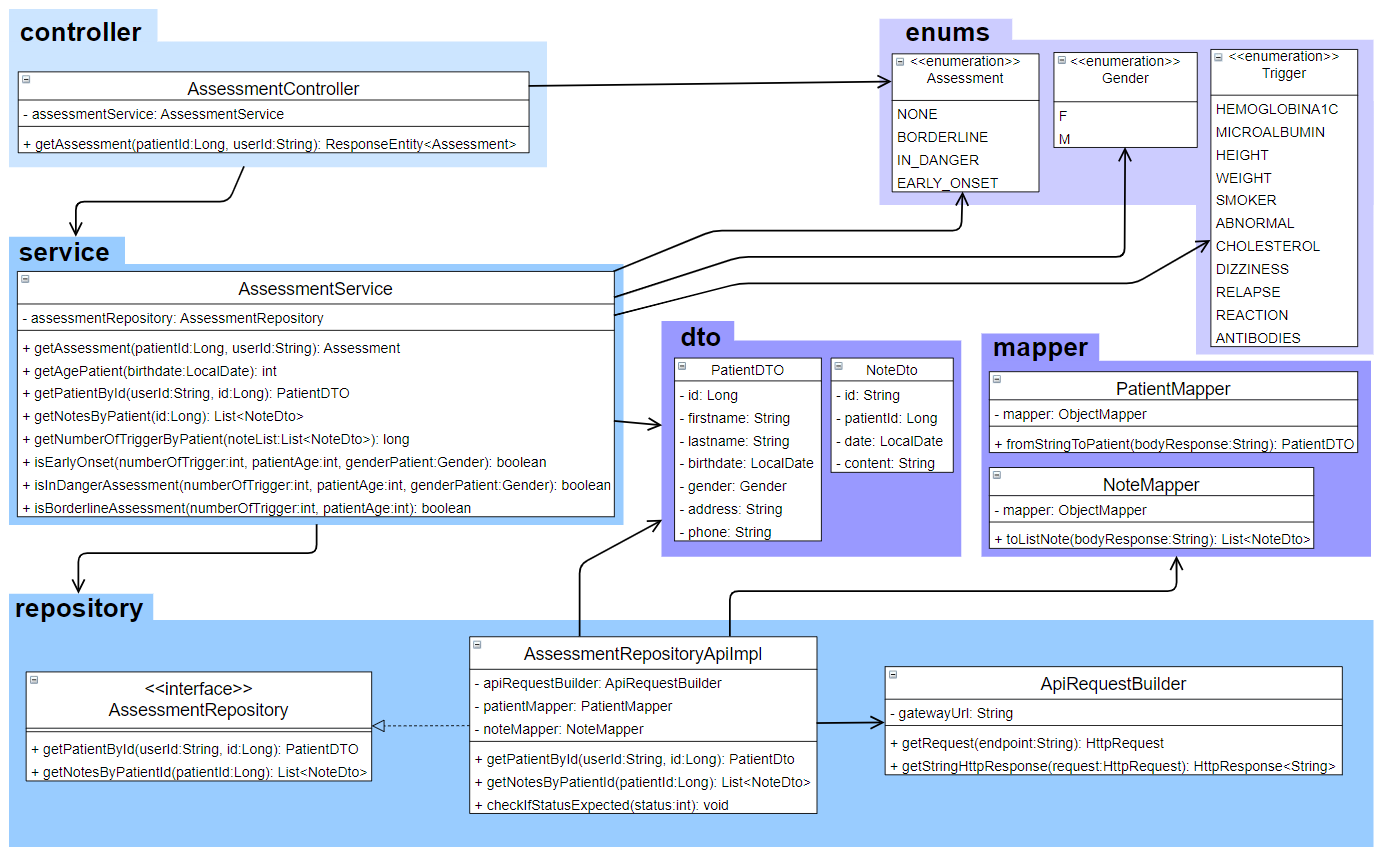 controller
AssessmentController
- assessmentService: AssessmentService
+ getAssessment(patientId:Long, userId:String): ResponseEntity<Assessment>
enums
<<enumeration>>
Assessment
NONE
BORDERLINE
IN_DANGER
EARLY_ONSET
<<enumeration>>
Gender
F
M
<<enumeration>>
Trigger
HEMOGLOBINA1C
MICROALBUMIN
HEIGHT
WEIGHT
SMOKER
ABNORMAL
CHOLESTEROL
DIZZINESS
RELAPSE
REACTION
ANTIBODIES
service
AssessmentService
- assessmentRepository: AssessmentRepository
+ getAssessment(patientId:Long, userId:String): Assessment
+ getAgePatient(birthdate:LocalDate): int
+ getPatientById(userId:String, id:Long): PatientDTO
+ getNotesByPatient(id:Long): List<NoteDto>
+ getNumberOfTriggerByPatient(noteList:List<NoteDto>): long
+ isEarlyOnset(numberOfTrigger:int, patientAge:int, genderPatient:Gender): boolean
+ isInDangerAssessment(numberOfTrigger:int, patientAge:int, genderPatient:Gender): boolean
+ isBorderlineAssessment(numberOfTrigger:int, patientAge:int): boolean
dto
PatientDTO
- id: Long
- firstname: String
- lastname: String
- birthdate: LocalDate
- gender: Gender
- address: String
- phone: String
NoteDto
- id: String
- patientId: Long
- date: LocalDate
- content: String
mapper
PatientMapper
- mapper: ObjectMapper
+ fromStringToPatient(bodyResponse:String): PatientDTO
NoteMapper
- mapper: ObjectMapper
+ toListNote(bodyResponse:String): List<NoteDto>
repository
<<interface>>
AssessmentRepository
+ getPatientById(userId:String, id:Long): PatientDTO
+ getNotesByPatientId(patientId:Long): List<NoteDto>
AssessmentRepositoryApiImpl
- apiRequestBuilder: ApiRequestBuilder
- patientMapper: PatientMapper
- noteMapper: NoteMapper
+ getPatientById(userId:String, id:Long): PatientDto
+ getNotesByPatientId(patientId:Long): List<NoteDto>
+ checkIfStatusExpected(status:int): void
ApiRequestBuilder
- gatewayUrl: String
+ getRequest(endpoint:String): HttpRequest
+ getStringHttpResponse(request:HttpRequest): HttpResponse<String>